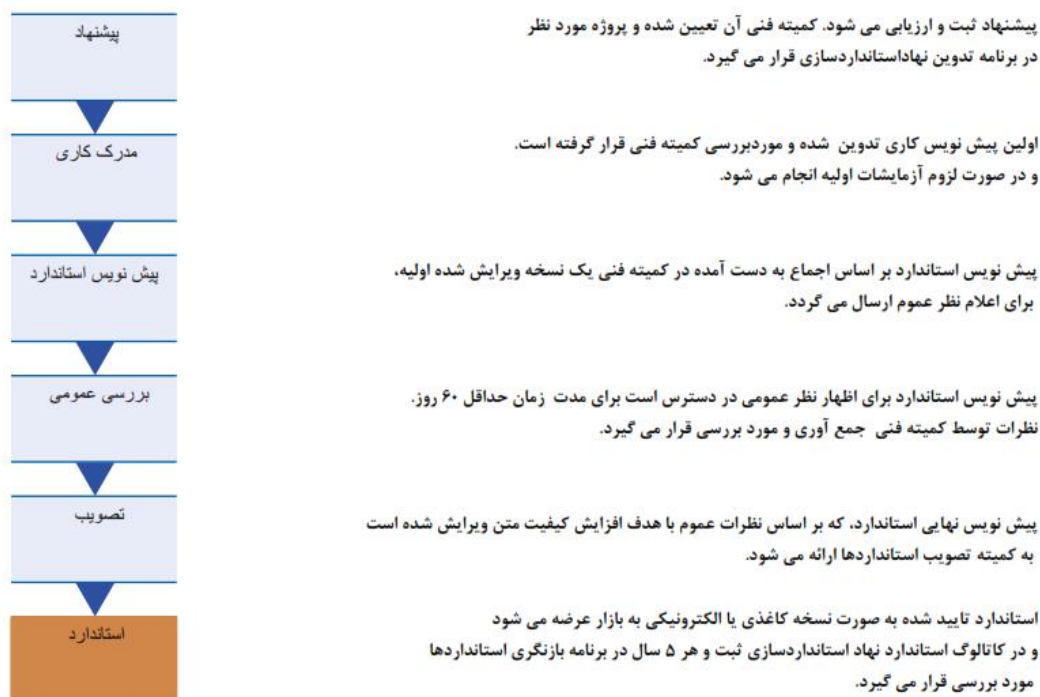 پیشنهاد
پیشنهاد ثبت و ارزیابی می شود. کمیته فنی آن تعیین شده و پروژه مورد نظر
در برنامه تدوین نهاداستانداردسازی قرار می گیرد.
مدرک کاری
اولین پیش نویس کاری تدوین شده و موردبررسی کمیته فنی قرار گرفته است.
و در صورت لزوم آزمایشات اولیه انجام می شود.
پیش نویس استاندارد
پیش نویس استاندارد بر اساس اجماع به دست آمده در کمیته فنی یک نسخه ویرایش شده اولیه،
برای اعلام نظر عموم ارسال می گردد.
بررسی عمومی
پیش نویس استاندارد برای اظهار نظر عمومی در دسترس است برای مدت زمان حداقل ۶۰ روز.
نظرات توسط کمیته فنی جمع آوری و مورد بررسی قرار می گیرد.
تصویب
پیش نویس نهایی استاندارد، که بر اساس نظرات عموم با هدف افزایش کیفیت متن ویرایش شده است
به کمیته تصویب استانداردها ارائه می شود.
استاندارد
استاندارد تایید شده به صورت نسخه کاغذی یا الکترونیکی به بازار عرضه می شود
و در کاتالوگ استاندارد نهاد استانداردسازی ثبت و هر ۵ سال در برنامه بازنگری استانداردها
مورد بررسی قرار می گیرد.